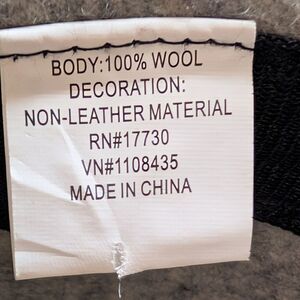 BODY:100% WOOL
DECORATION:
NON-LEATHER MATERIAL
RN#17730
VN#1108435
MADE IN CHINA